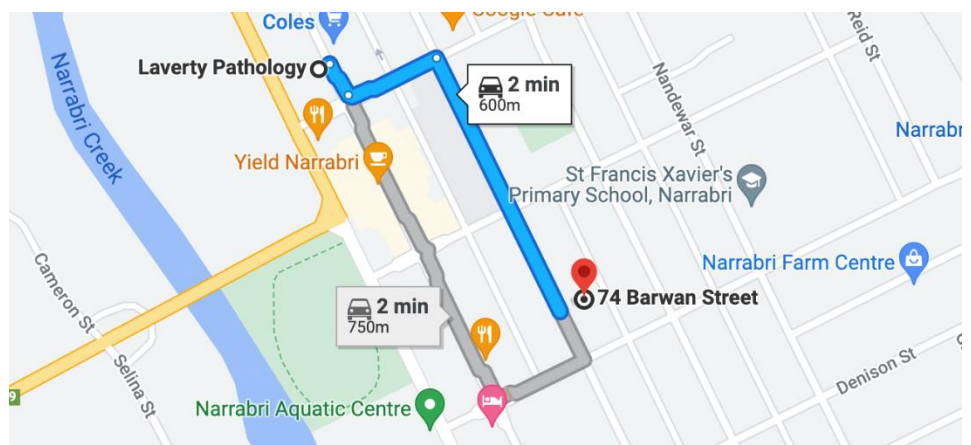 Coles
Google Cafe
Reid St
Laverty Pathology
2 min
600m
Nandewar St
Narrabri Creek
Narrab
Yield Narrabri
St Francis Xavier's
Primary School, Narrabri
Narrabri Farm Centre
74 Barwan Street
Cameron St
2 min
750m
Selina St
Denison St
9
Narrabri Aquatic Centre